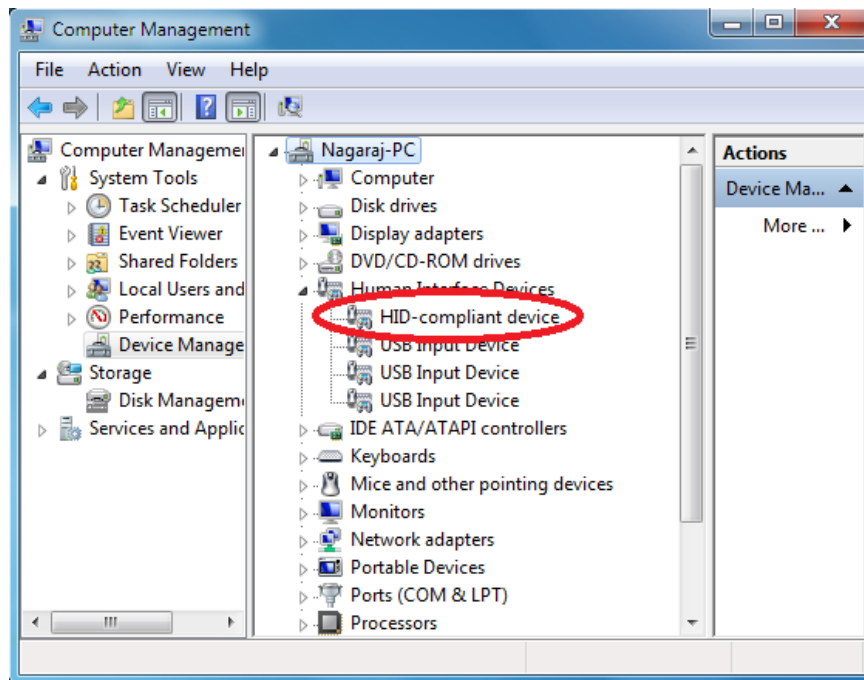 Computer Management
File Action View Help
Computer Manageme
System Tools
Task Scheduler
Event Viewer
Shared Folders
Local Users and
Performance
Device Manage
Storage
Disk Managem
Services and Applic
Nagaraj-PC
Computer
Disk drives
Display adapters
DVD/CD-ROM drives
Human Interface Devices
HID-compliant device
USB Input Device
USB Input Device
USB Input Device
IDE ATA/ATAPI controllers
Keyboards
Mice and other pointing devices
Monitors
Network adapters
Portable Devices
Ports (COM & LPT)
Processors
Actions
Device Ma...
More ...